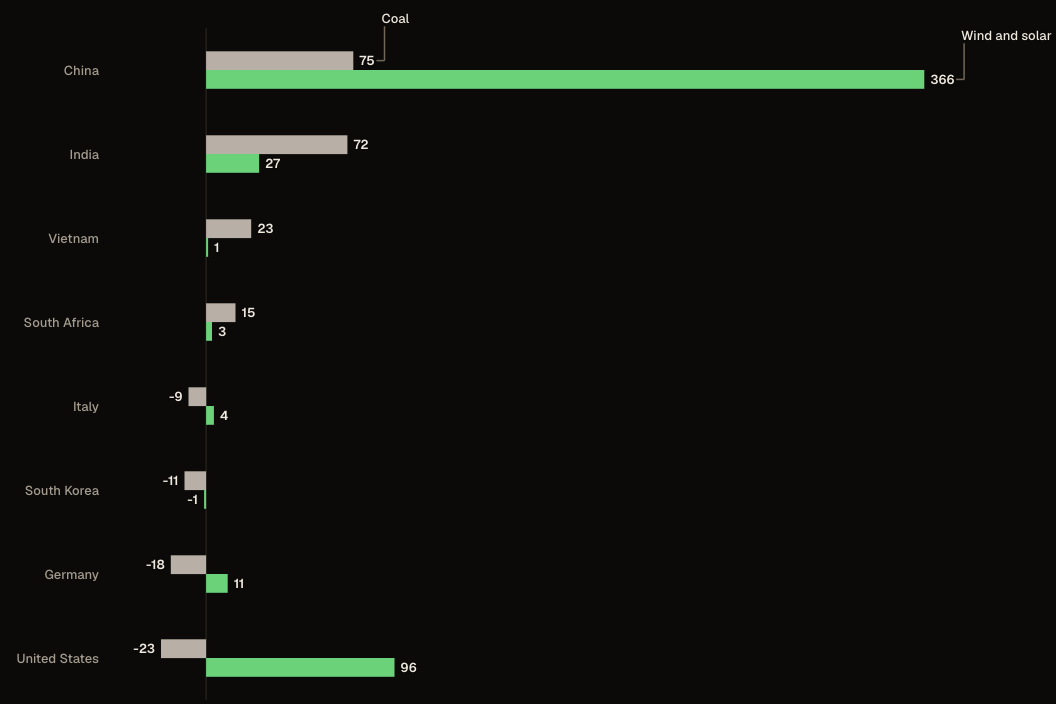 Coal
Wind and solar
China
75
366
India
72
27
Vietnam
23
1
South Africa
15
3
Italy
-9
4
South Korea
-11
-1
Germany
-18
11
United States
-23
96